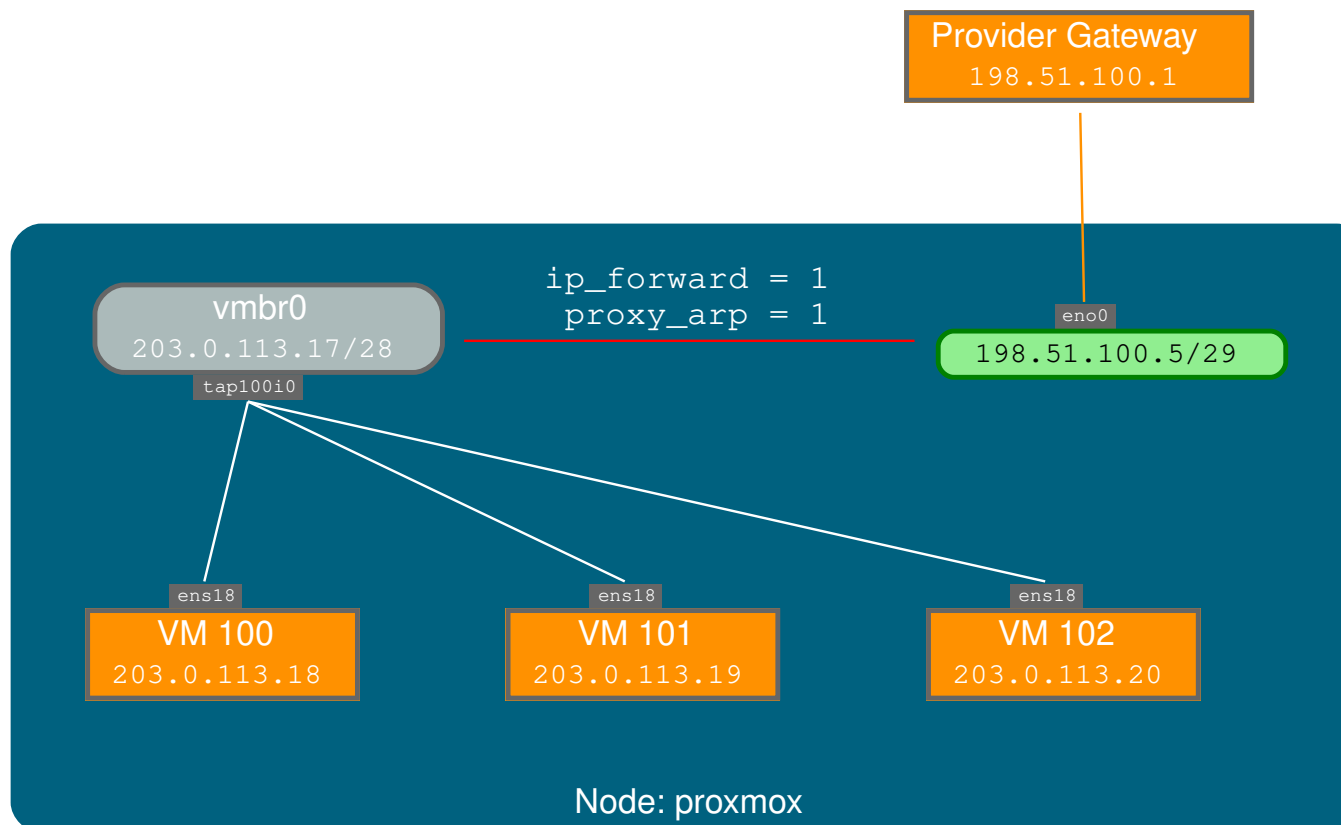 Provider Gateway
198.51.100.1
ip_forward = 1
proxy_arp = 1
vmbr0
203.0.113.17/28
tap100i0
eno0
198.51.100.5/29
ens18
VM 100
203.0.113.18
ens18
VM 101
203.0.113.19
ens18
VM 102
203.0.113.20
Node: proxmox